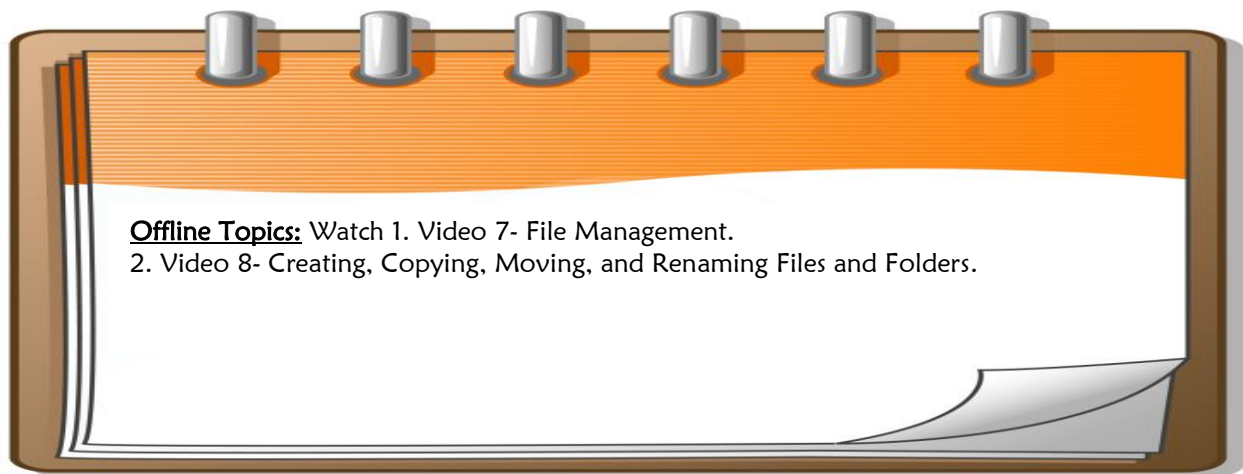 Offline Topics: Watch 1. Video 7- File Management.
2. Video 8- Creating, Copying, Moving, and Renaming Files and Folders.